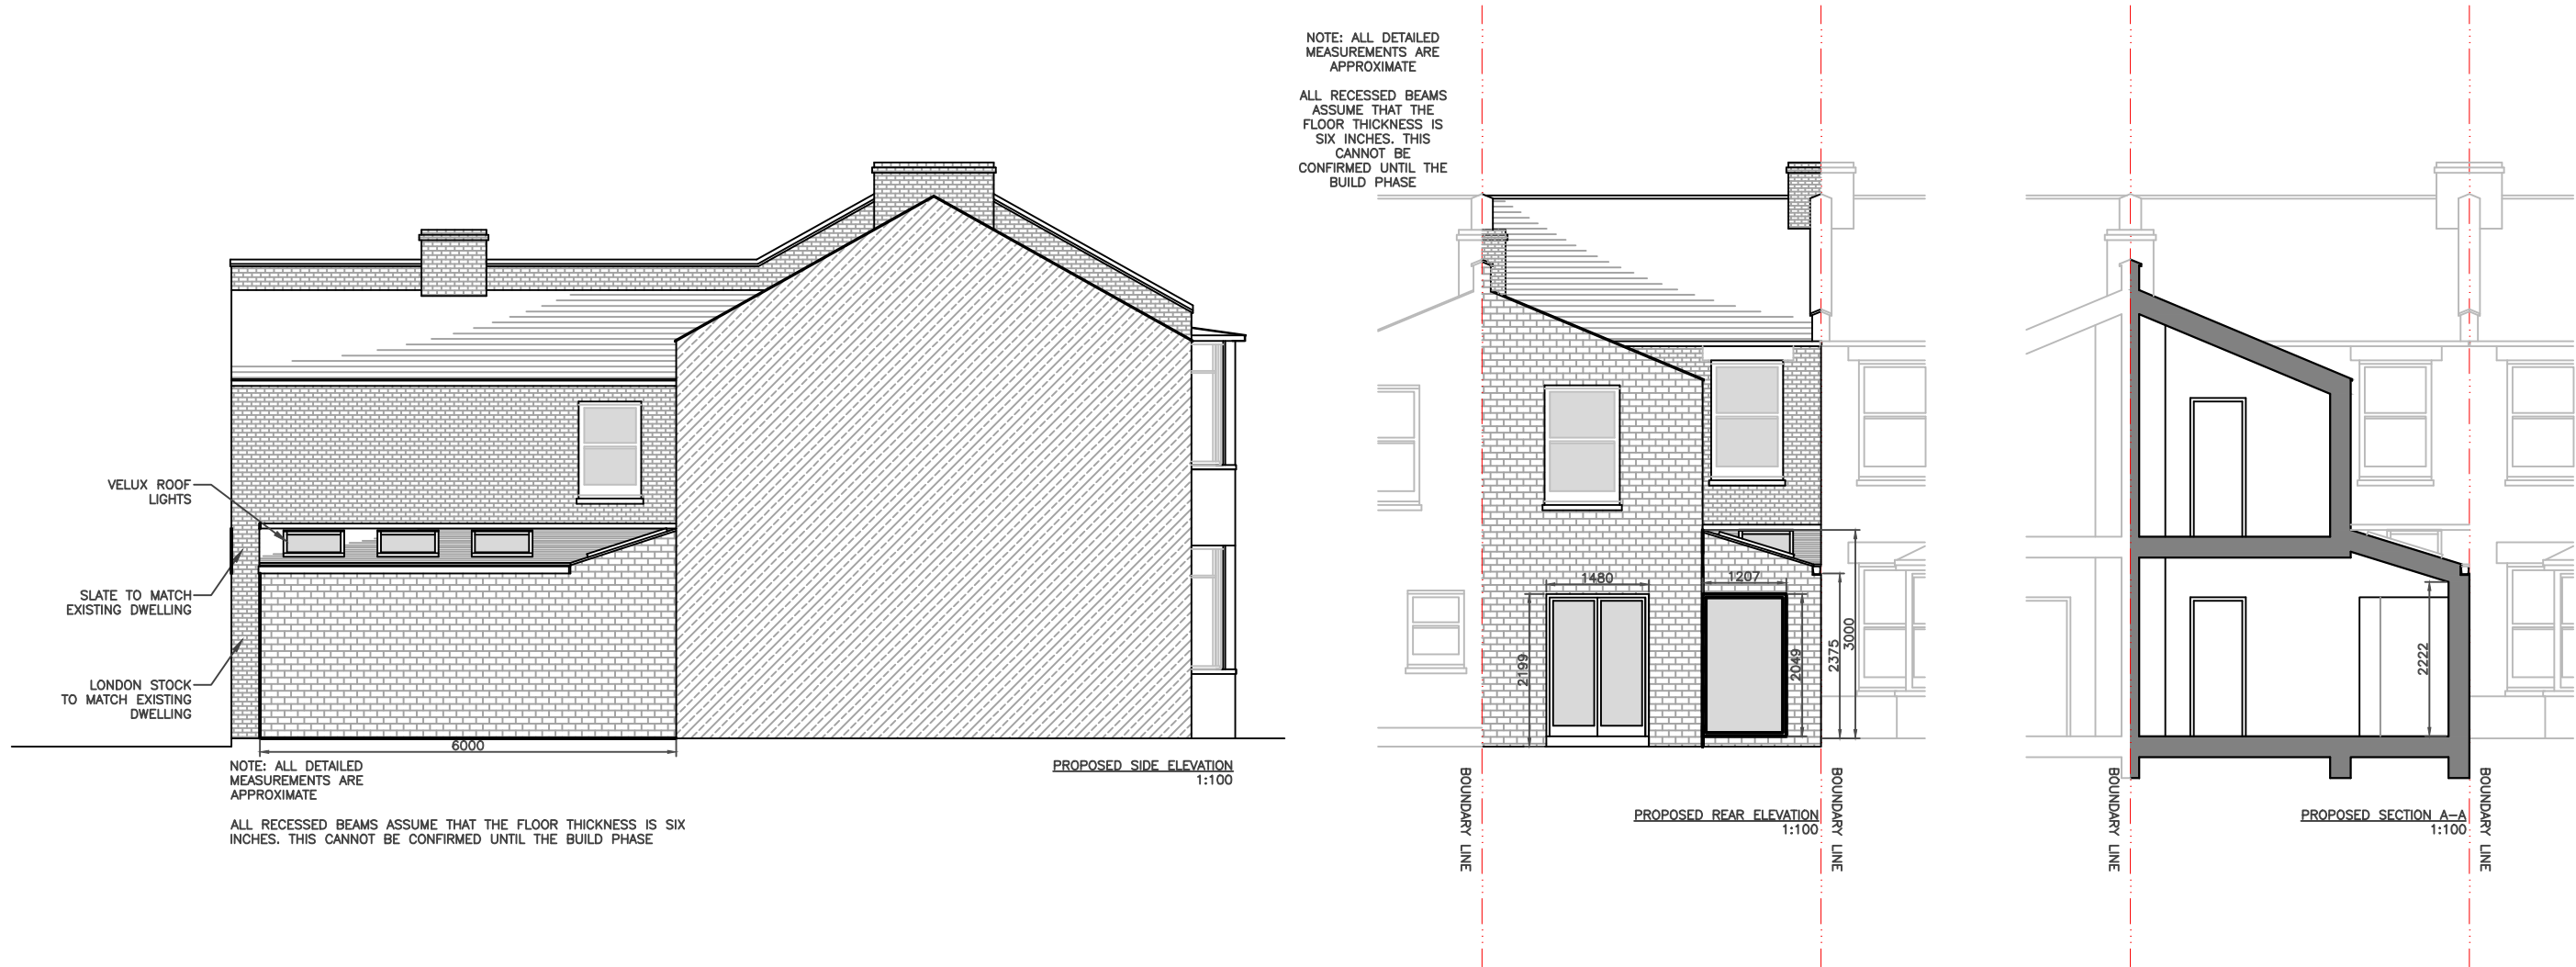 VELUX ROOF
LIGHTS
SLATE TO MATCH
EXISTING DWELLING
LONDON STOCK
TO MATCH EXISTING
DWELLING
6000
NOTE: ALL DETAILED
MEASUREMENTS ARE
APPROXIMATE
ALL RECESSED BEAMS ASSUME THAT THE FLOOR THICKNESS IS SIX
INCHES. THIS CANNOT BE CONFIRMED UNTIL THE BUILD PHASE
PROPOSED SIDE ELEVATION
1:100
NOTE: ALL DETAILED
MEASUREMENTS ARE
APPROXIMATE
ALL RECESSED BEAMS
ASSUME THAT THE
FLOOR THICKNESS IS
SIX INCHES. THIS
CANNOT BE
CONFIRMED UNTIL THE
BUILD PHASE
1480
1207
2199
2049
2375
3000
BOUNDARY LINE
PROPOSED REAR ELEVATION
1:100
BOUNDARY LINE
2222
BOUNDARY LINE
PROPOSED SECTION A-A
1:100
BOUNDARY LINE